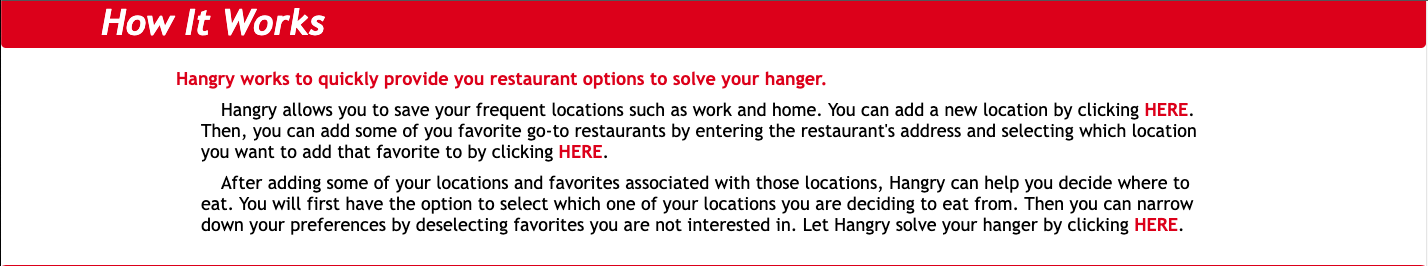 How It Works
Hangry works to quickly provide you restaurant options to solve your hanger.
Hangry allows you to save your frequent locations such as work and home. You can add a new location by clicking HERE.
Then, you can add some of you favorite go-to restaurants by entering the restaurant's address and selecting which location
you want to add that favorite to by clicking HERE.
After adding some of your locations and favorites associated with those locations, Hangry can help you decide where to
eat. You will first have the option to select which one of your locations you are deciding to eat from. Then you can narrow
down your preferences by deselecting favorites you are not interested in. Let Hangry solve your hanger by clicking HERE.